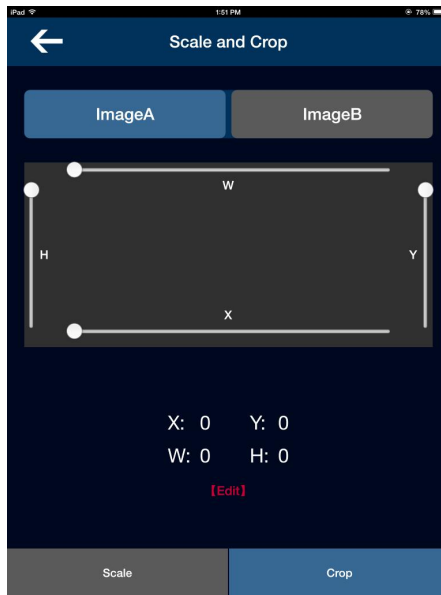 iPad 1:51 PM 78%
Scale and Crop
ImageA ImageB
W
H Y
X
X: 0 Y: 0
W: 0 H: 0
【Edit】
Scale Crop